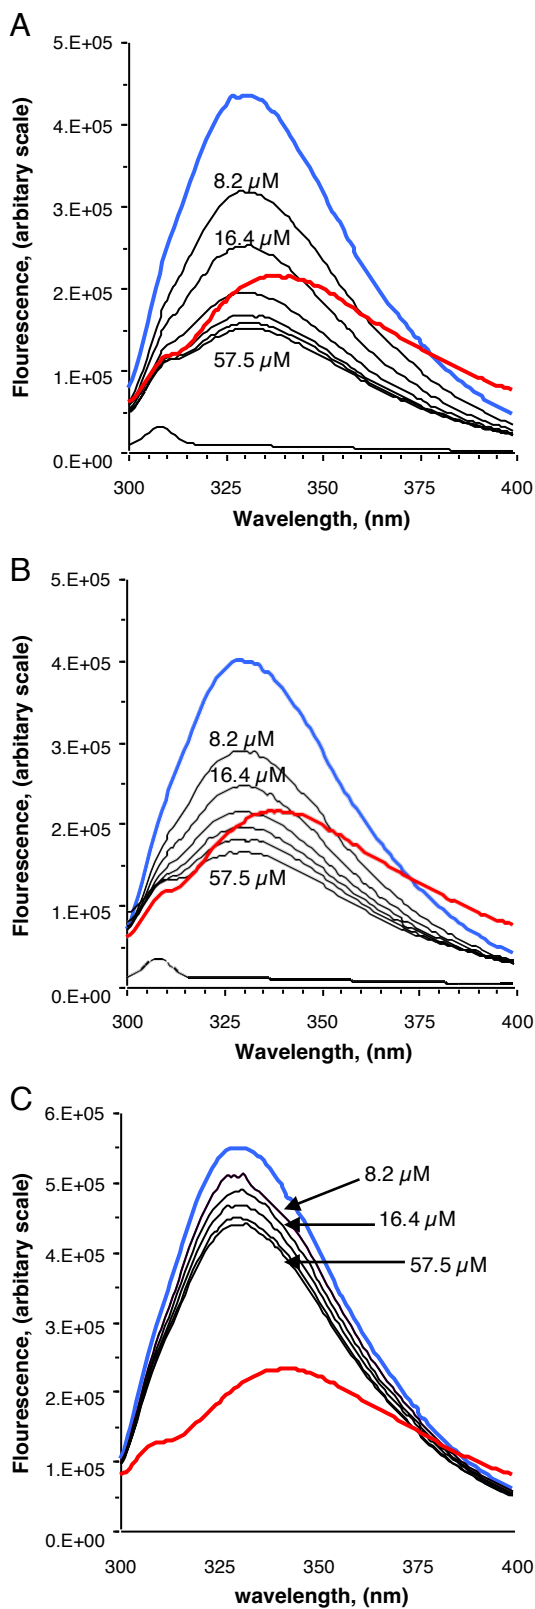 A
Flourescence, (arbitary scale)
5.E+05
4.E+05
3.E+05
2.E+05
1.E+05
0.E+00
8.2 µM
16.4 µM
57.5 µM
300 325 350 375 400
Wavelength, (nm)
B
Flourescence, (arbitary scale)
5.E+05
4.E+05
3.E+05
2.E+05
1.E+05
0.E+00
8.2 µM
16.4 µM
57.5 µM
300 325 350 375 400
Wavelength, (nm)
C
Flourescence, (arbitary scale)
6.E+05
5.E+05
4.E+05
3.E+05
2.E+05
1.E+05
0.E+00
8.2 µM
16.4 µM
57.5 µM
300 325 350 375 400
wavelength, (nm)